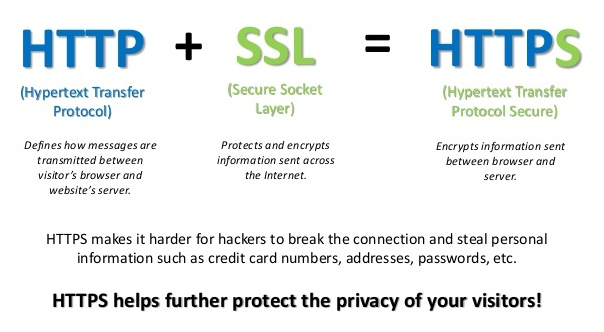 HTTP + SSL = HTTPS
(Hypertext Transfer Protocol)
(Secure Socket Layer)
(Hypertext Transfer Protocol Secure)
Defines how messages are
transmitted between
visitor's browser and
website's server.
Protects and encrypts
information sent across
the Internet.
Encrypts information sent
between browser and
server.
HTTPS makes it harder for hackers to break the connection and steal personal
information such as credit card numbers, addresses, passwords, etc.
HTTPS helps further protect the privacy of your visitors!